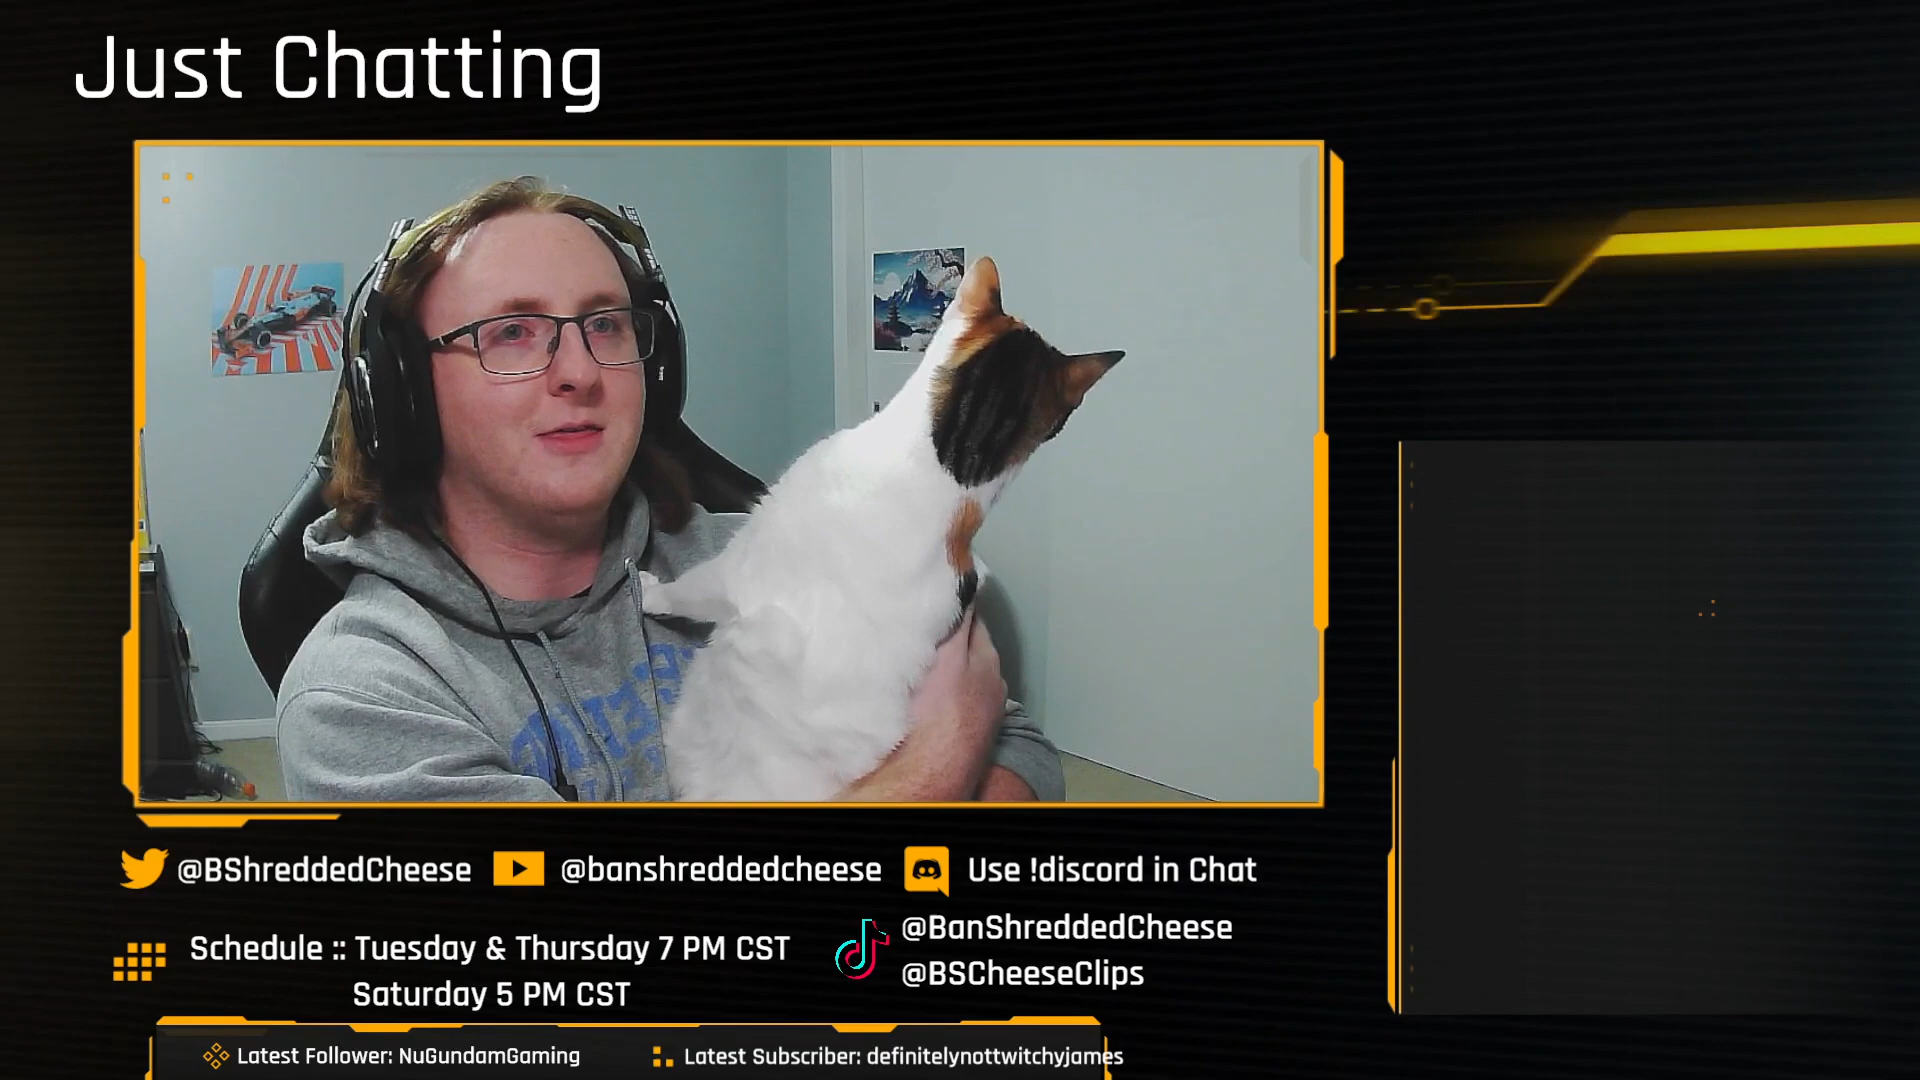 Just Chatting
@BShreddedCheese
@banshreddedcheese
Use !discord in Chat
Schedule :: Tuesday & Thursday 7 PM CST
Saturday 5 PM CST
@BanShreddedCheese
@BSCheeseClips
Latest Follower: NuGundamGaming
Latest Subscriber: definitelynottwitchyjames